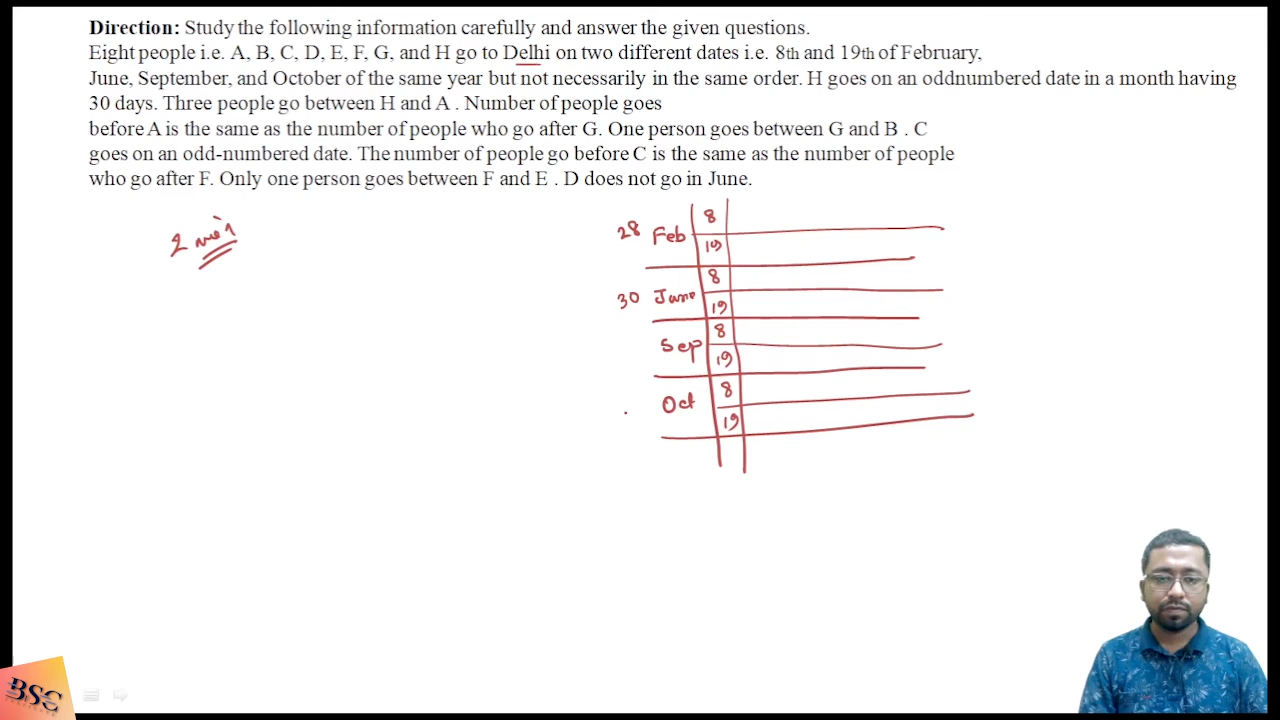 Direction: Study the following information carefully and answer the given questions.
Eight people i.e. A, B, C, D, E, F, G, and H go to Delhi on two different dates i.e. 8th and 19th of February,
June, September, and October of the same year but not necessarily in the same order. H goes on an oddnumbered date in a month having
30 days. Three people go between H and A . Number of people goes
before A is the same as the number of people who go after G. One person goes between G and B . C
goes on an odd-numbered date. The number of people go before C is the same as the number of people
who go after F. Only one person goes between F and E . D does not go in June.
2
28 Feb 8
19
30 June 8
19
Sep 8
19
Oct 8
19
BSC